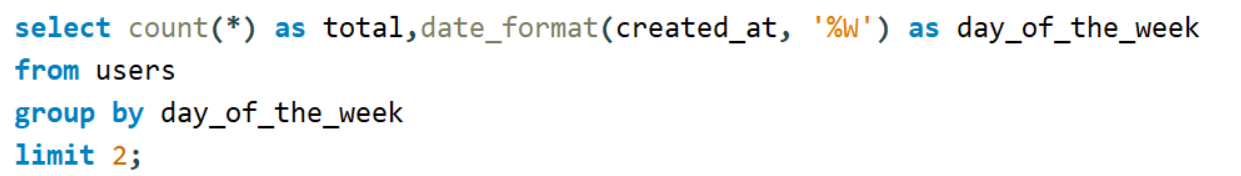 select count(*) as total,date_format(created_at, '%W') as day_of_the_week
from users
group by day_of_the_week
limit 2;